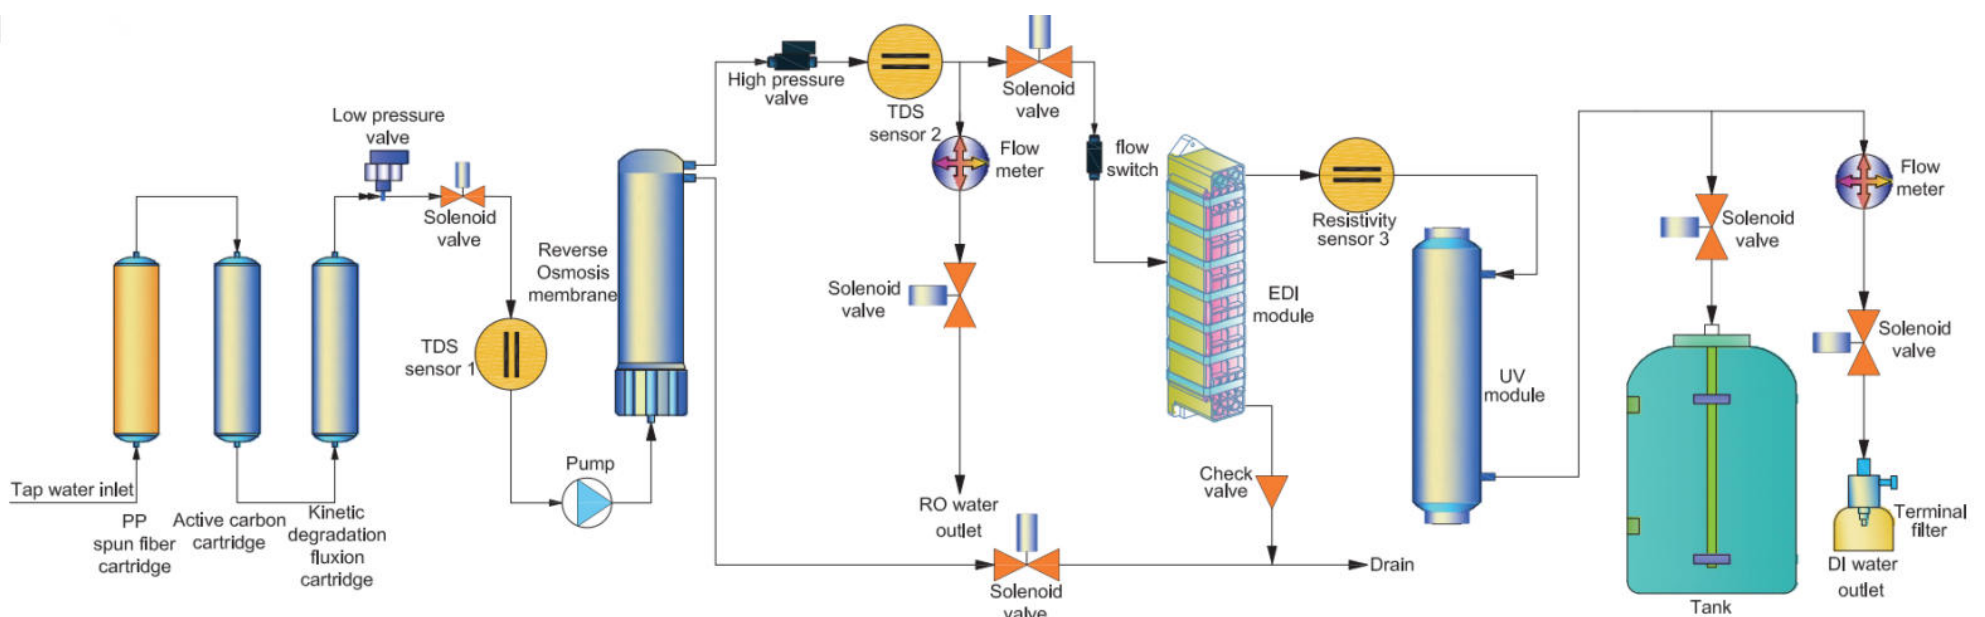 Tap water inlet
PP
spun fiber
cartridge
Active carbon
cartridge
Kinetic
degradation
fluxion
cartridge
Low pressure
valve
Solenoid
valve
TDS
sensor 1
Pump
Reverse
Osmosis
membrane
High pressure
valve
TDS
sensor 2
Flow
meter
Solenoid
valve
RO water
outlet
Solenoid
valve
flow
switch
EDI
module
Check
valve
Solenoid
valve
Drain
Resistivity
sensor 3
UV
module
Solenoid
valve
Tank
Flow
meter
Solenoid
valve
Terminal
filter
DI water
outlet